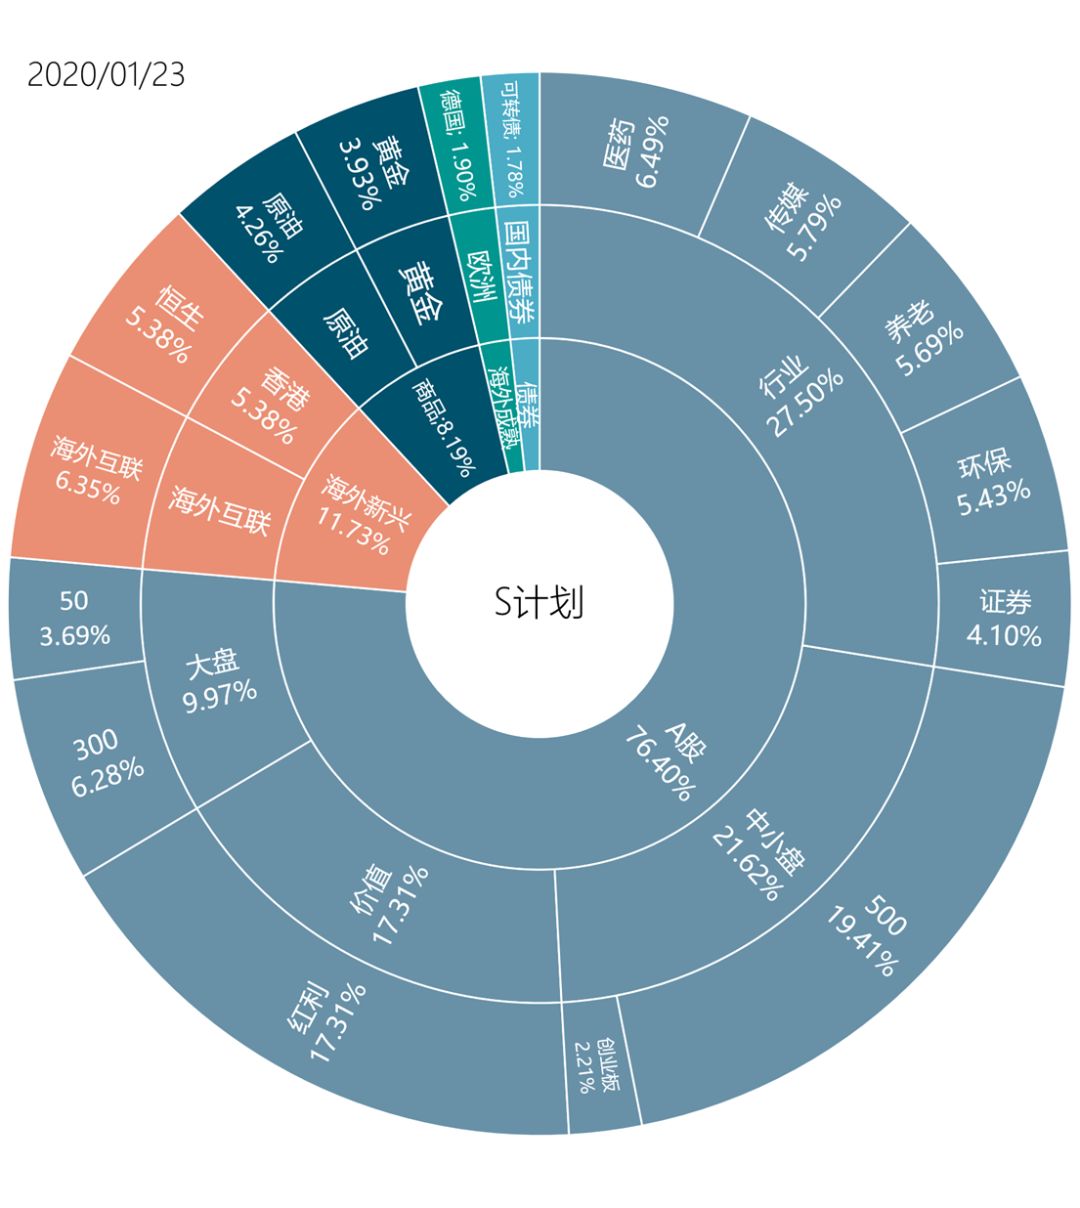 2020/01/23
S计划
A股
76.40%
行业
27.50%
医药
6.49%
传媒
5.79%
养老
5.69%
环保
5.43%
证券
4.10%
中小盘
21.62%
500
19.41%
创业板
2.21%
价值
17.31%
红利
17.31%
大盘
9.97%
300
6.28%
50
3.69%
海外新兴
11.73%
海外互联
海外互联
6.35%
香港
5.38%
恒生
5.38%
商品;8.19%
原油
原油
4.26%
黄金
黄金
3.93%
海外成熟
欧洲
德国; 1.90%
债券
国内债券
可转债; 1.78%